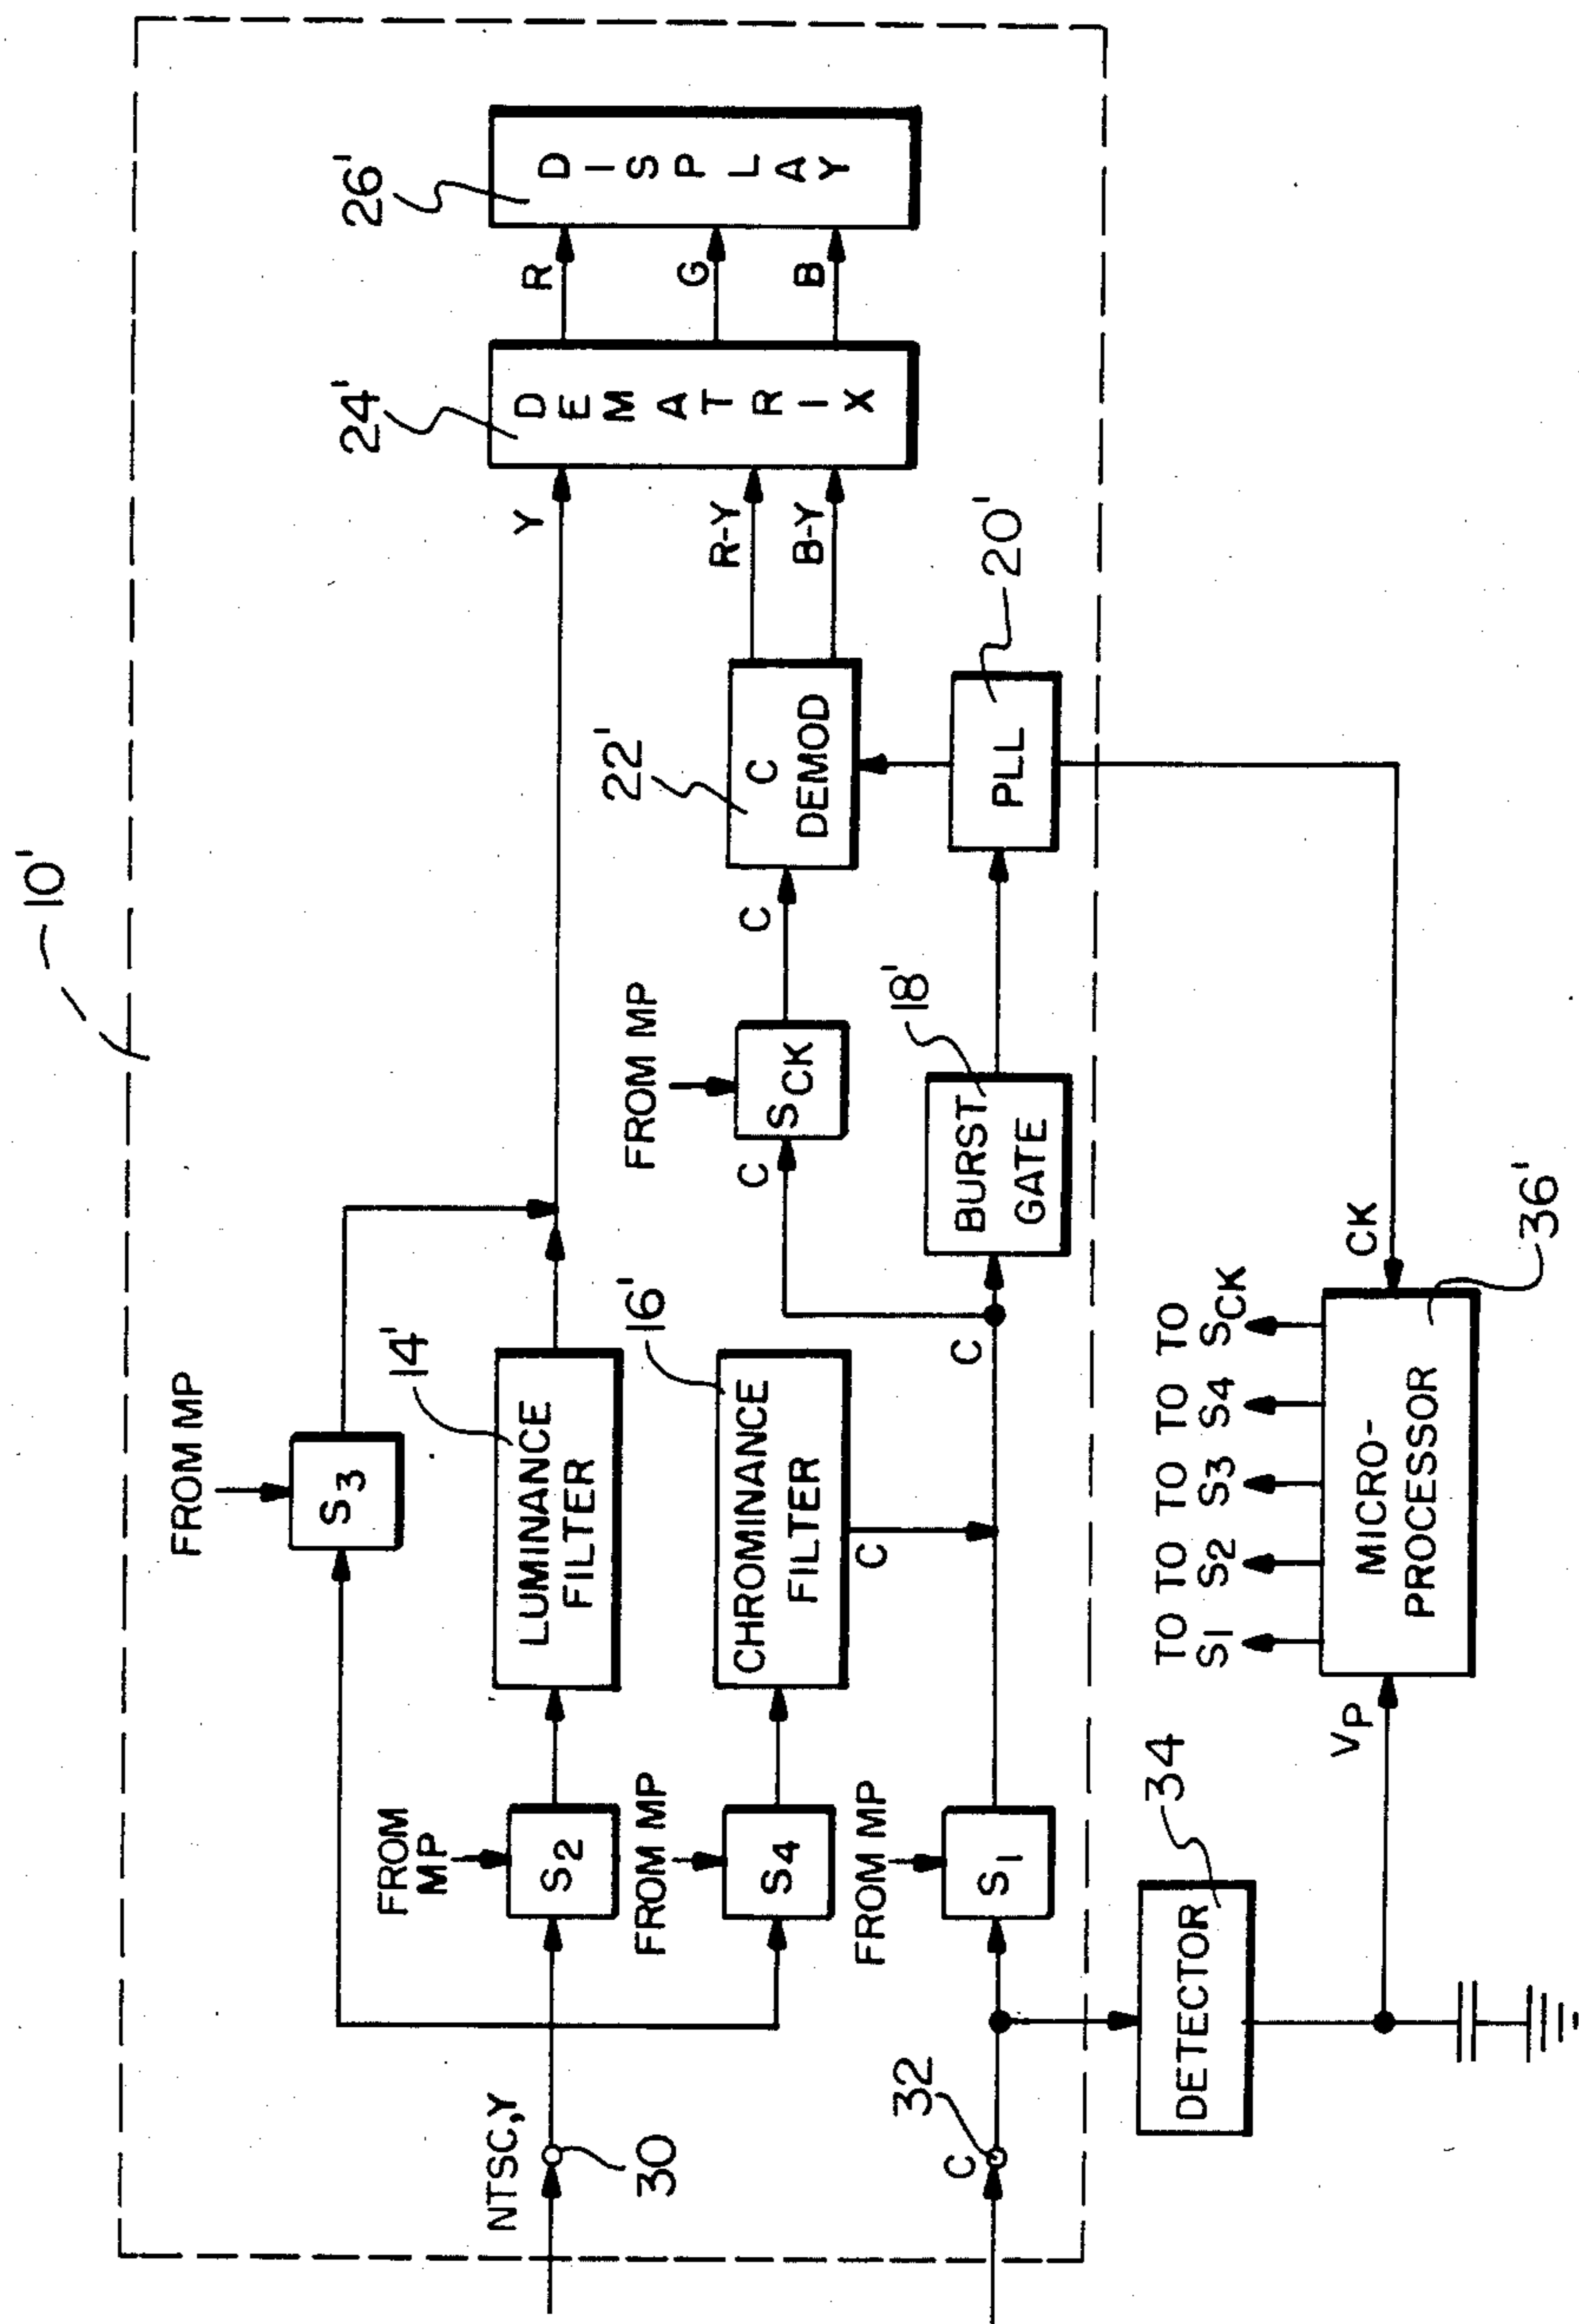 10'
NTSC,Y
30
C
32
FROM MP
S3
FROM
MP
S2
FROM MP
S4
FROM MP
S1
LUMINANCE
FILTER
14'
CHROMINANCE
FILTER
16'
C
C
C
FROM MP
SCK
C
BURST
GATE
18'
C
DEMOD
22'
PLL
20'
Y
R-Y
B-Y
DEMATRIX
24'
R
G
B
DISPLAY
26'
DETECTOR
34
VP
TO TO TO TO TO
S1 S2 S3 S4 SCK
MICRO-
PROCESSOR
36'
CK